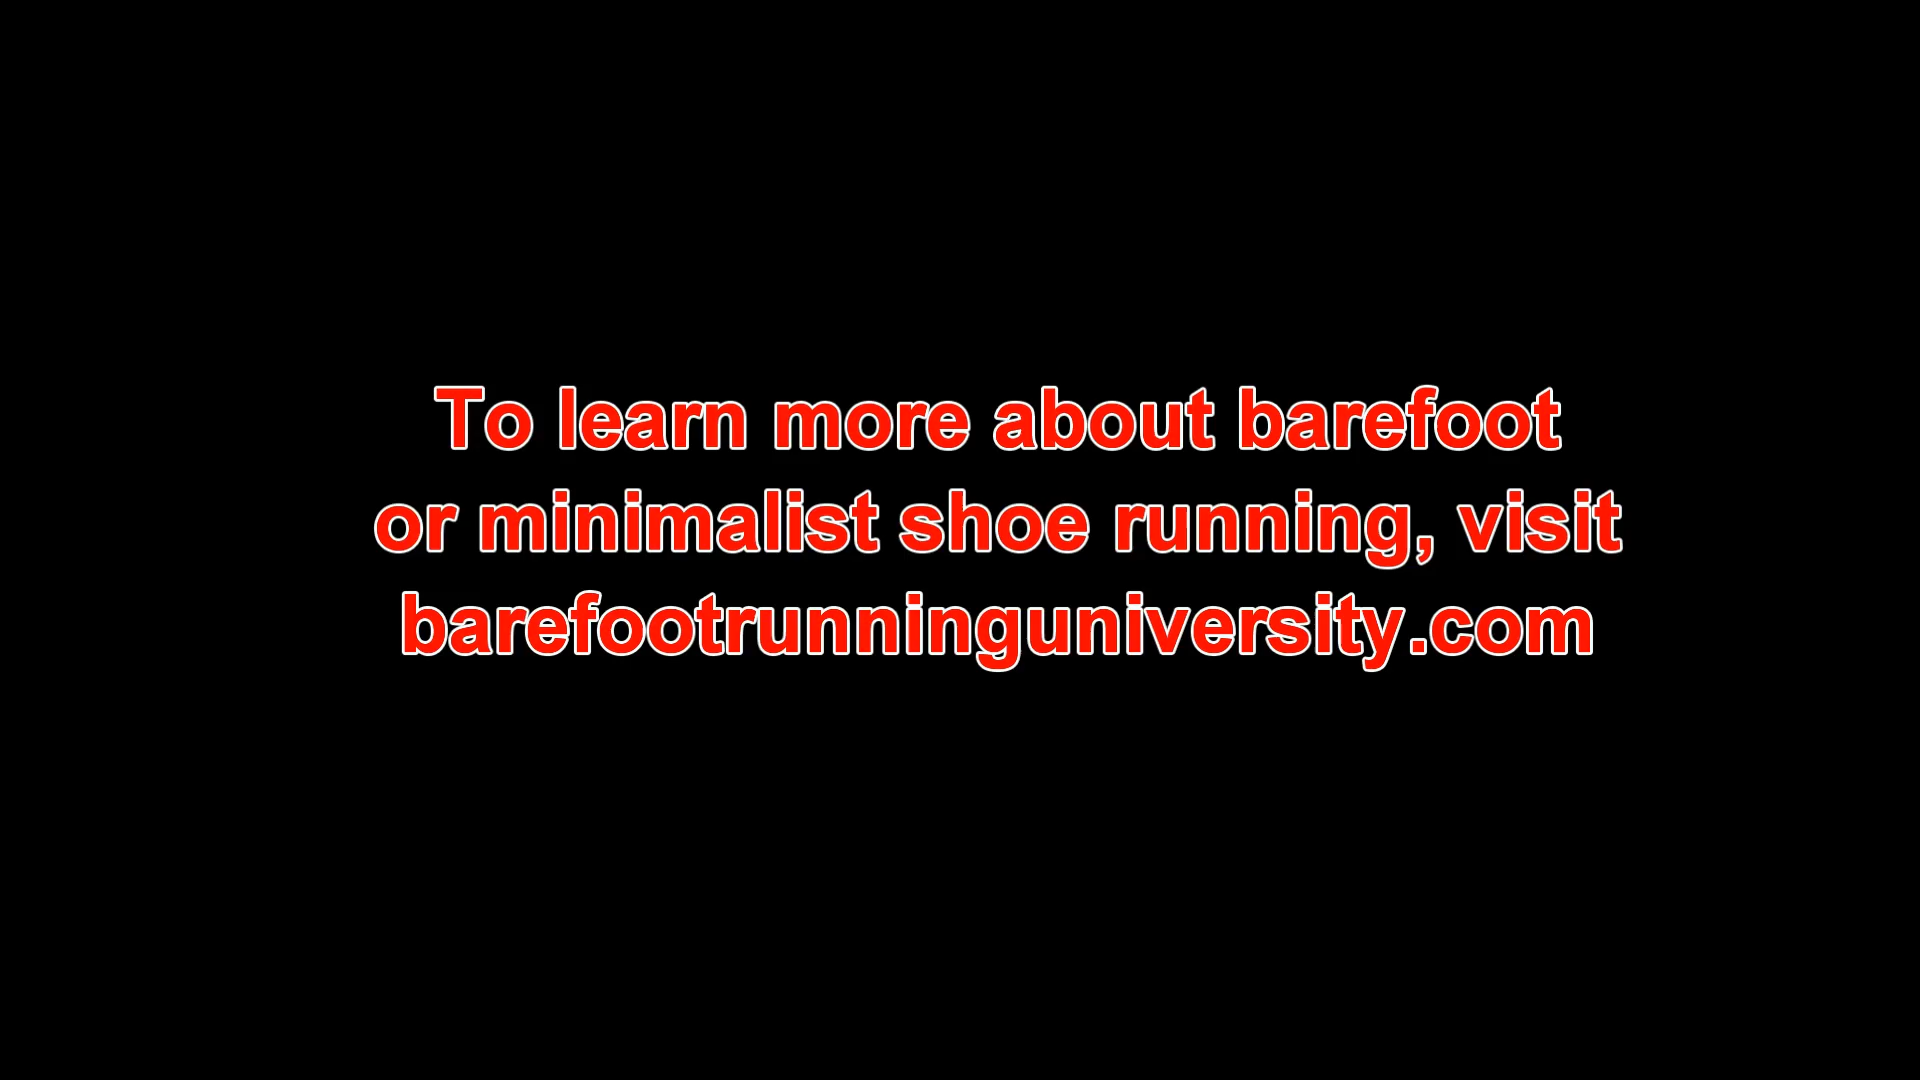 To learn more about barefoot
or minimalist shoe running, visit
barefootrunninguniversity.com